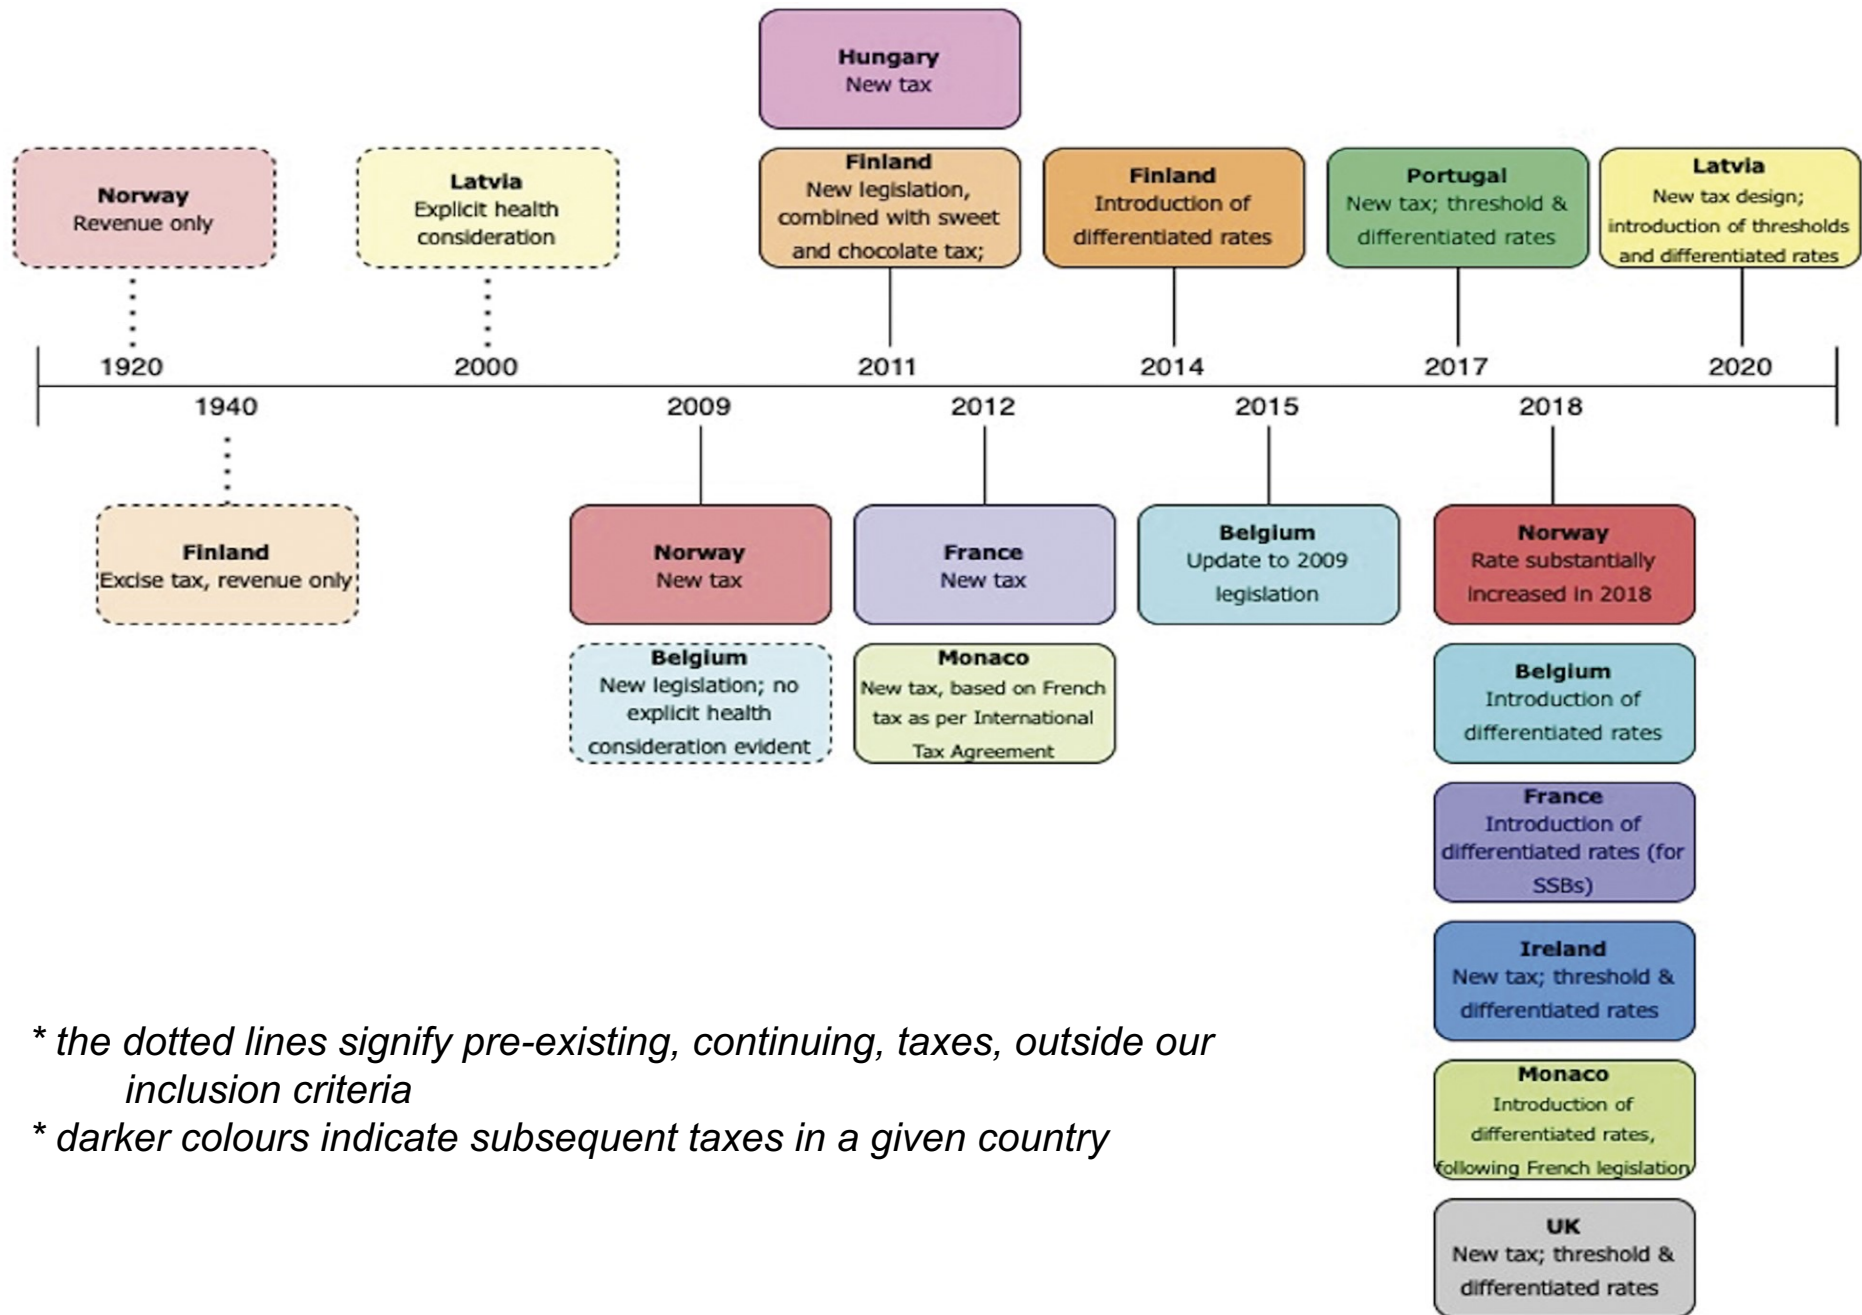 Hungary
New tax
Norway
Revenue only
Latvia
Explicit health
consideration
Finland
New legislation,
combined with sweet
and chocolate tax;
Finland
Introduction of
differentiated rates
Portugal
New tax; threshold &
differentiated rates
Latvia
New tax design;
introduction of thresholds
and differentiated rates
1920
2000
2011
2014
2017
2020
1940
2009
2012
2015
2018
Finland
Excise tax, revenue only
Norway
New tax
France
New tax
Belgium
Update to 2009
legislation
Norway
Rate substantially
increased in 2018
Belgium
New legislation; no
explicit health
consideration evident
Monaco
New tax, based on French
tax as per International
Tax Agreement
Belgium
Introduction of
differentiated rates
France
Introduction of
differentiated rates (for
SSBs)
Ireland
New tax; threshold &
differentiated rates
Monaco
Introduction of
differentiated rates,
following French legislation
UK
New tax; threshold &
differentiated rates
* the dotted lines signify pre-existing, continuing, taxes, outside our
inclusion criteria
* darker colours indicate subsequent taxes in a given country